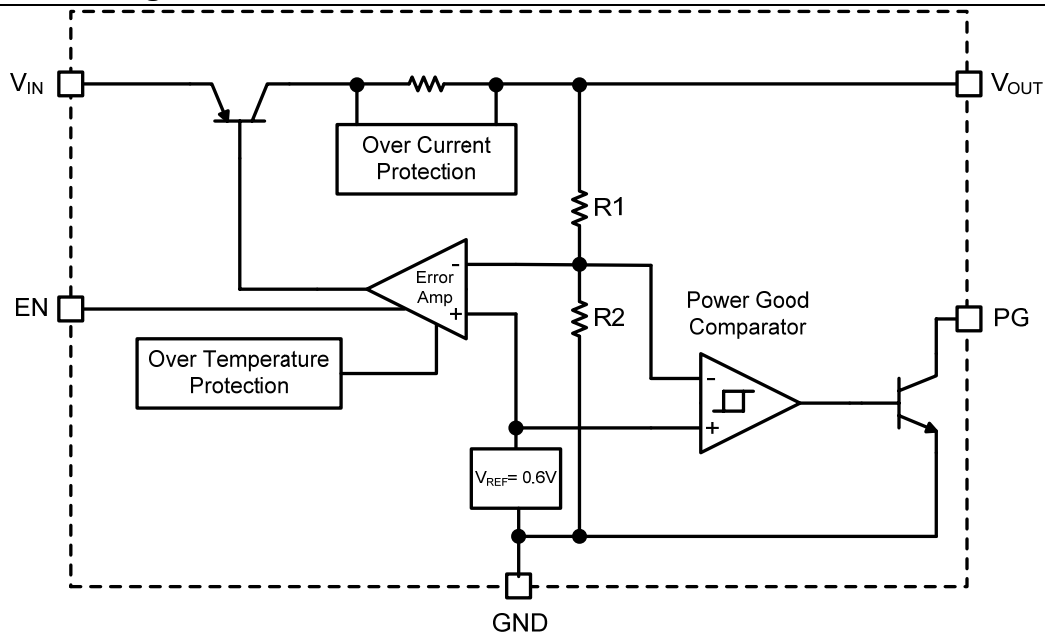 VIN
VOUT
Over Current
Protection
R1
-
Error
Amp
+
EN
R2
Power Good
Comparator
PG
Over Temperature
Protection
-
+
VREF= 0.6V
GND